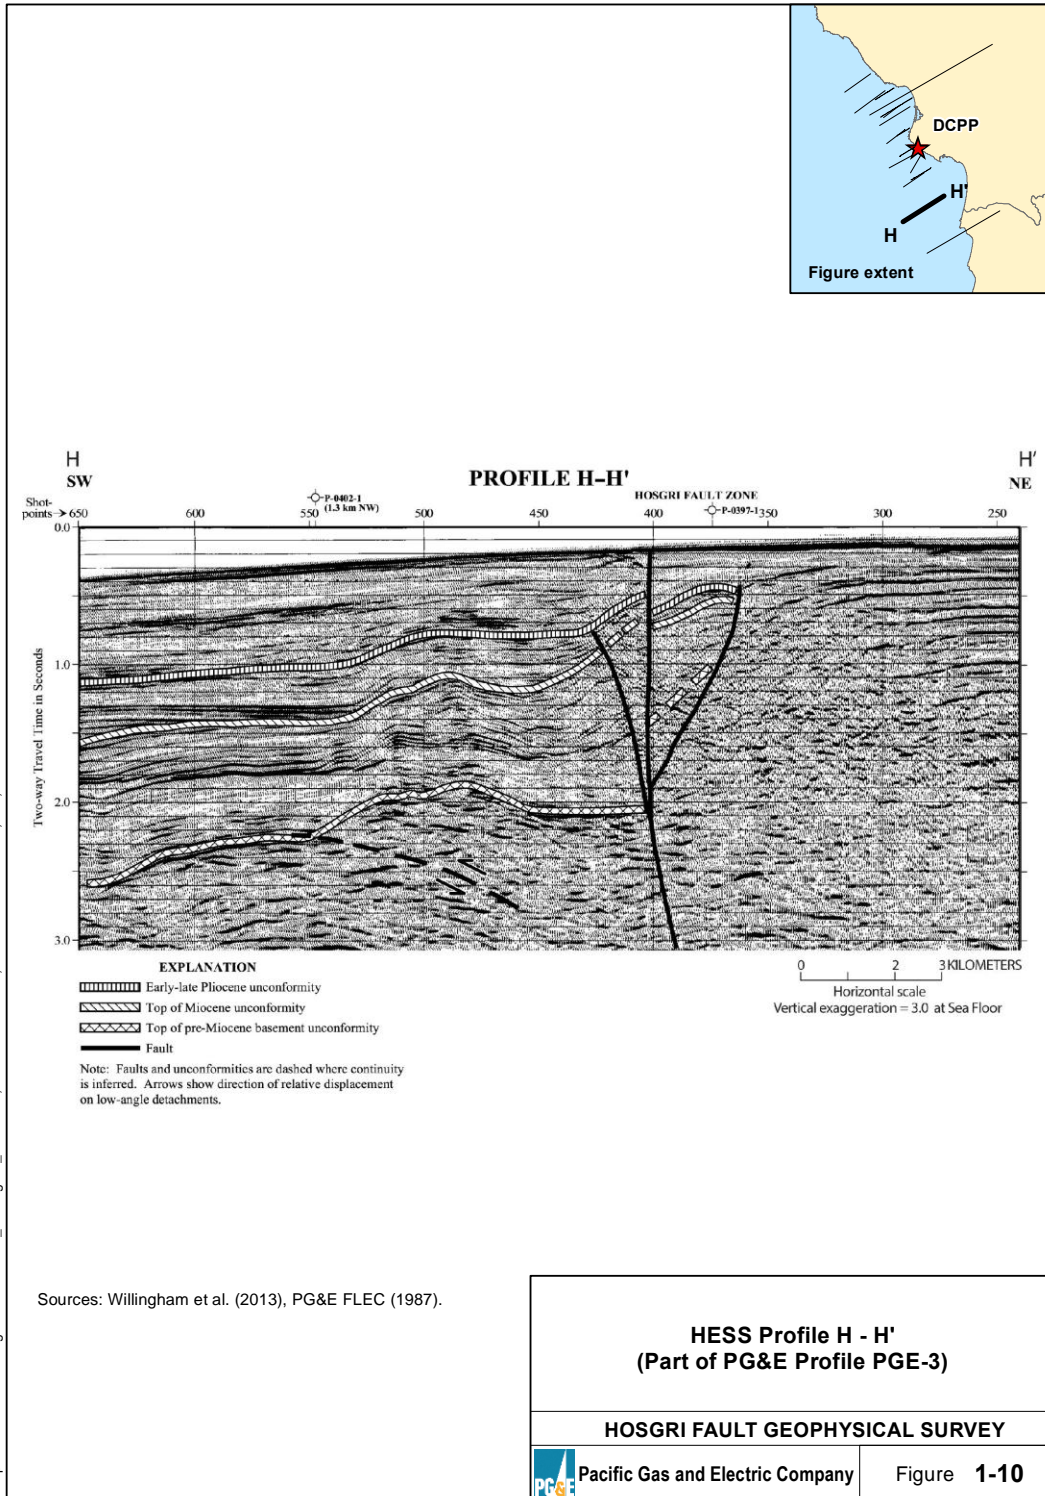 DCPP
H'
H
Figure extent
H
SW
PROFILE H-H'
H'
NE
Shot-
points → 650 600 550 500 450 400 350 300 250
P-0402-1
(1.3 km NW)
HOSGRI FAULT ZONE
P-0397-1
Two-way Travel Time in Seconds
0.0
1.0
2.0
3.0
EXPLANATION
Early-late Pliocene unconformity
Top of Miocene unconformity
Top of pre-Miocene basement unconformity
Fault
Note: Faults and unconformities are dashed where continuity
is inferred. Arrows show direction of relative displacement
on low-angle detachments.
0 2 3 KILOMETERS
Horizontal scale
Vertical exaggeration = 3.0 at Sea Floor
Sources: Willingham et al. (2013), PG&E FLEC (1987).
HESS Profile H - H'
(Part of PG&E Profile PGE-3)
HOSGRI FAULT GEOPHYSICAL SURVEY
PG&E
Pacific Gas and Electric Company
Figure 1-10